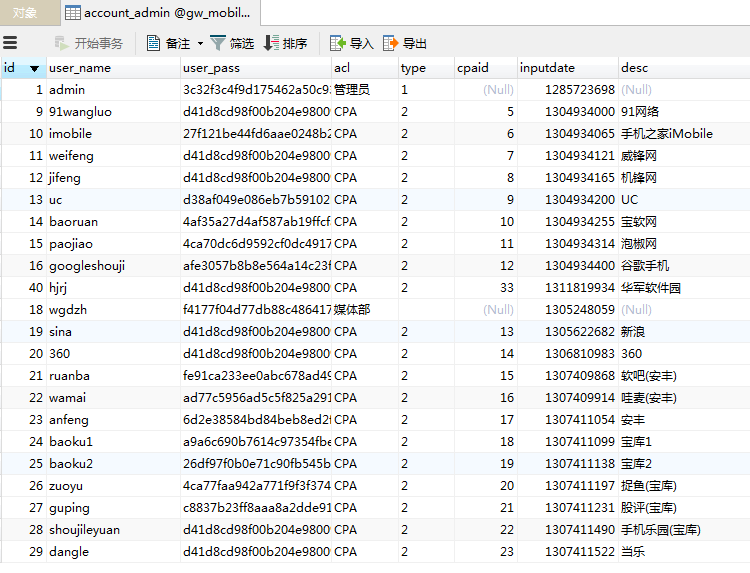 对象 account_admin @gw_mobil...
开始事务 备注 筛选 排序 导入 导出
id user_name user_pass acl type cpaid inputdate desc
1 admin 3c32f3c4f9d175462a50c9 管理员 1 (Null) 1285723698 (Null)
9 91wangluo d41d8cd98f00b204e9800 CPA 2 5 1304934000 91网络
10 imobile 27f121be44fd6aae0248b2 CPA 2 6 1304934065 手机之家iMobile
11 weifeng d41d8cd98f00b204e9800 CPA 2 7 1304934121 威锋网
12 jifeng d41d8cd98f00b204e9800 CPA 2 8 1304934165 机锋网
13 uc d38af049e086eb7b59102 CPA 2 9 1304934200 UC
14 baoruan 4af35a27d4af587ab19ffcf CPA 2 10 1304934255 宝软网
15 paojiao 4ca70dc6d9592cf0dc4917 CPA 2 11 1304934314 泡椒网
16 googleshouji afe3057b8b8e564a14c23f CPA 2 12 1304934400 谷歌手机
40 hjrj d41d8cd98f00b204e9800 CPA 2 33 1311819934 华军软件园
18 wgdzh f4177f04d77db88c486417 媒体部 (Null) 1305248059 (Null)
19 sina d41d8cd98f00b204e9800 CPA 2 13 1305622682 新浪
20 360 d41d8cd98f00b204e9800 CPA 2 14 1306810983 360
21 ruanba fe91ca233ee0abc678ad49 CPA 2 15 1307409868 软吧(安丰)
22 wamai ad77c5956ad5c5f825a291 CPA 2 16 1307409914 哇麦(安丰)
23 anfeng 6d2e38584bd84beb8ed2f CPA 2 17 1307411054 安丰
24 baoku1 a9a6c690b7614c97354fbe CPA 2 18 1307411099 宝库1
25 baoku2 26df97f0b0e71c90fb545b CPA 2 19 1307411138 宝库2
26 zuoyu 4ca77faa942a771f9f3f374 CPA 2 20 1307411197 捉鱼(宝库)
27 guping c8837b23ff8aaa8a2dde91 CPA 2 21 1307411231 股评(宝库)
28 shoujileyuan d41d8cd98f00b204e9800 CPA 2 22 1307411490 手机乐园(宝库)
29 dangle d41d8cd98f00b204e9800 CPA 2 23 1307411522 当乐